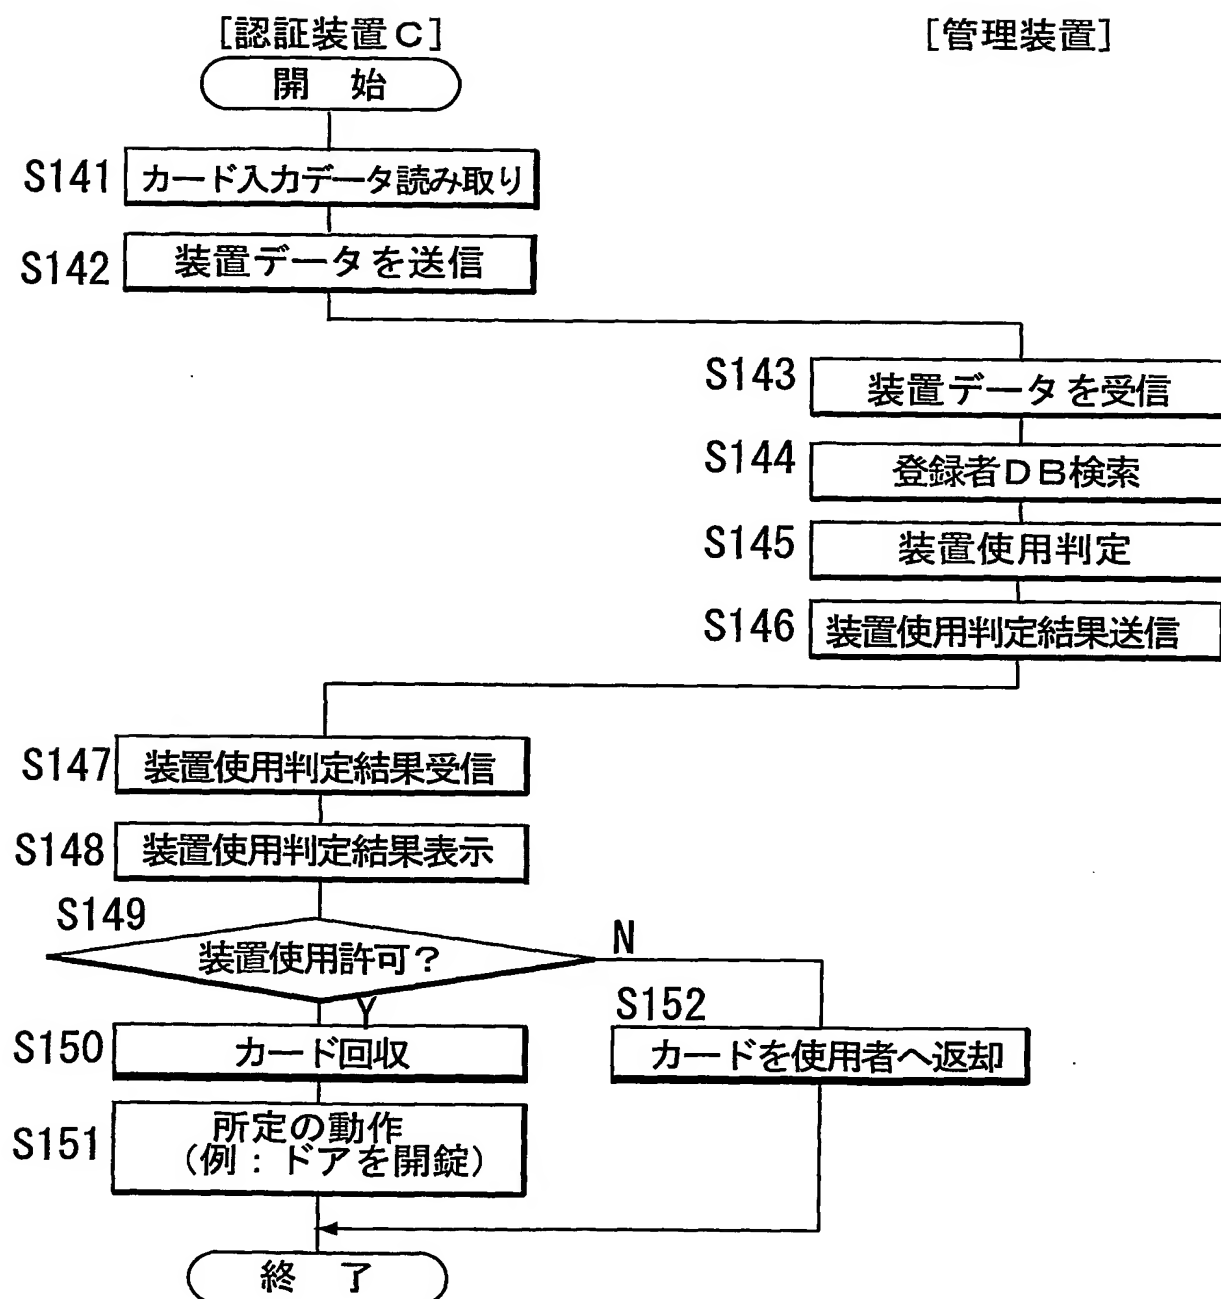 [認証装置C]
[管理装置]
開 始
S141
カード入力データ読み取り
S142
装置データを送信
S143
装置データを受信
S144
登録者DB検索
S145
装置使用判定
S146
装置使用判定結果送信
S147
装置使用判定結果受信
S148
装置使用判定結果表示
S149
装置使用許可?
N
Y
S150
カード回収
S152
カードを使用者へ返却
S151
所定の動作
(例:ドアを開錠)
終 了